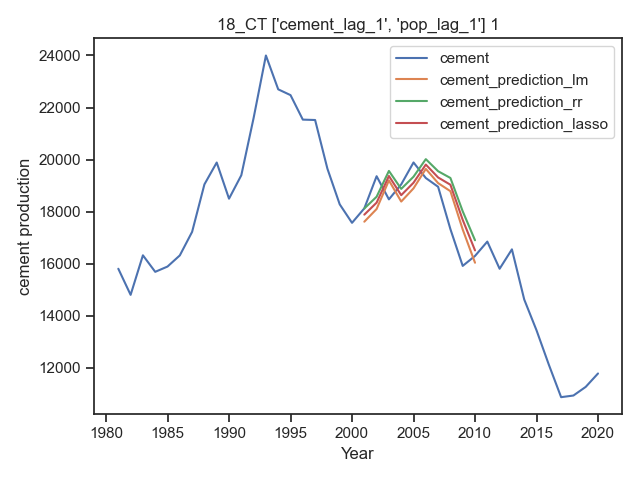 18_CT ['cement_lag_1', 'pop_lag_1'] 1
cement
cement_prediction_lm
cement_prediction_rr
cement_prediction_lasso
24000
22000
20000
18000
16000
14000
12000
cement production
1980 1985 1990 1995 2000 2005 2010 2015 2020
Year